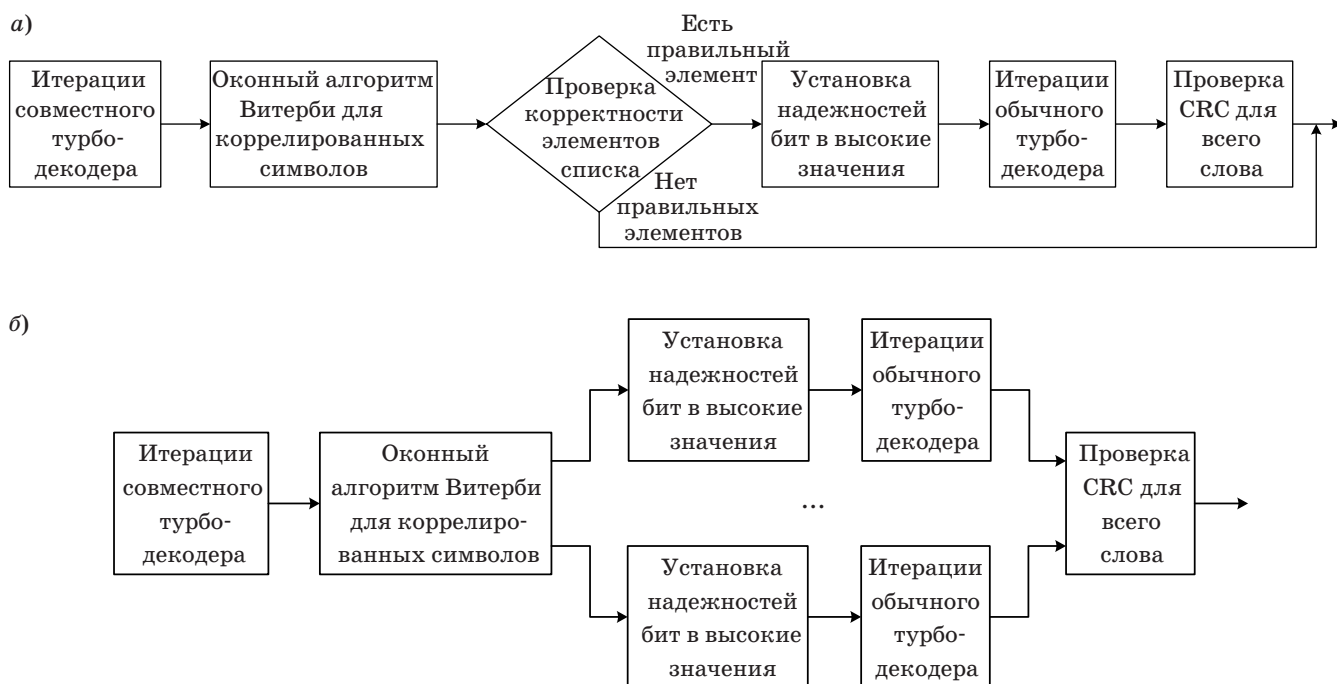 а)
Итерации
совместного
турбо-
декодера
Оконный алгоритм
Витерби для
коррелированных
символов
Проверка
корректности
элементов
списка
Есть
правильный
элемент
Нет
правильных
элементов
Установка
надежностей
бит в высокие
значения
Итерации
обычного
турбо-
декодера
Проверка
CRC для
всего
слова
б)
Итерации
совместного
турбо-
декодера
Оконный
алгоритм Витерби
для коррелиро-
ванных символов
Установка
надежностей
бит в высокие
значения
Итерации
обычного
турбо-
декодера
...
Установка
надежностей
бит в высокие
значения
Итерации
обычного
турбо-
декодера
Проверка
CRC для
всего
слова